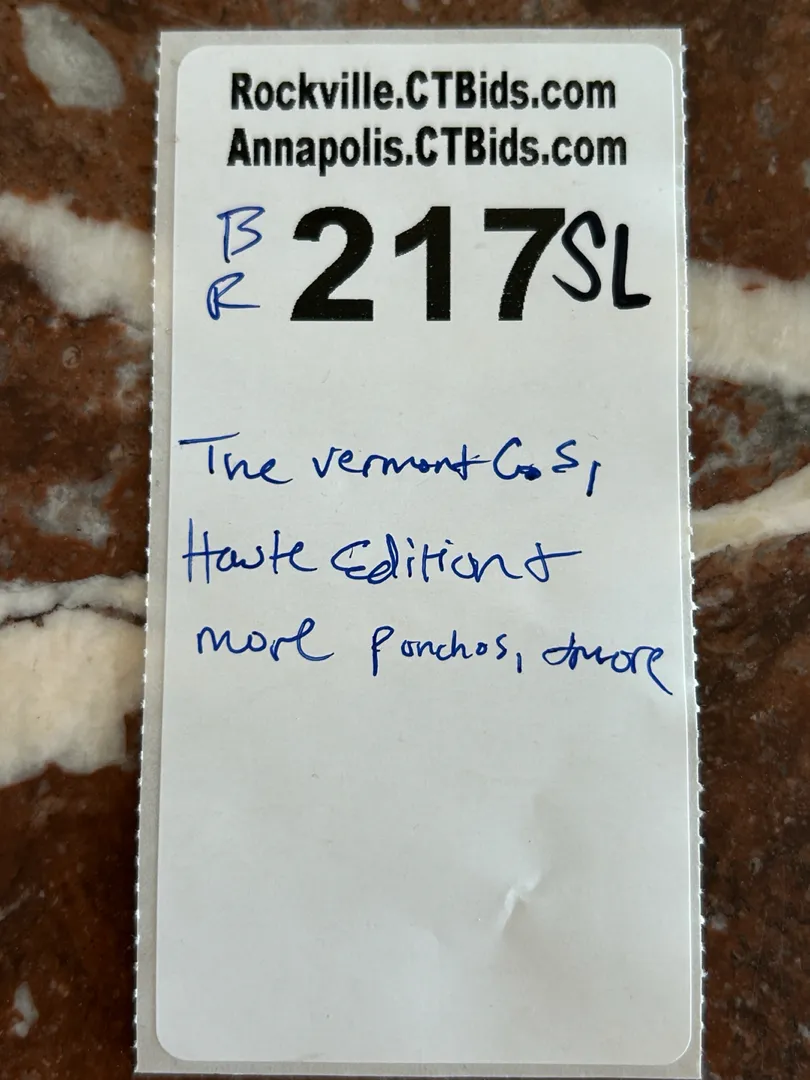 Rockville.CTBids.com
Annapolis.CTBids.com
B
R 217SL
The Vermont Co S,
Haute Edition +
more Ponchos, + more